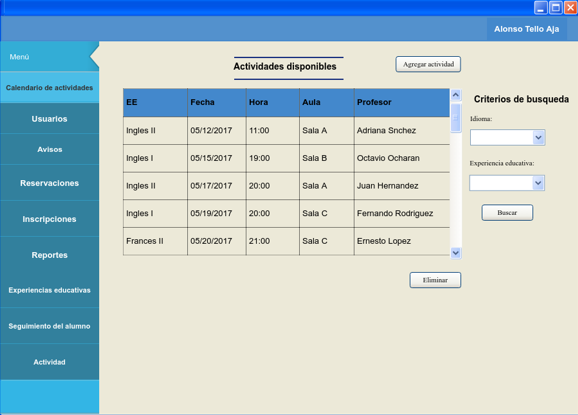 Alonso Tello Aja
Menú
Calendario de actividades
Usuarios
Avisos
Reservaciones
Inscripciones
Reportes
Experiencias educativas
Seguimiento del alumno
Actividad
Actividades disponibles
Agregar actividad
EE Fecha Hora Aula Profesor
Ingles II 05/12/2017 11:00 Sala A Adriana Snchez
Ingles I 05/15/2017 19:00 Sala B Octavio Ocharan
Ingles II 05/17/2017 20:00 Sala A Juan Hernandez
Ingles I 05/19/2017 20:00 Sala C Fernando Rodriguez
Frances II 05/20/2017 21:00 Sala C Ernesto Lopez
Eliminar
Criterios de busqueda
Idioma:
Experiencia educativa:
Buscar